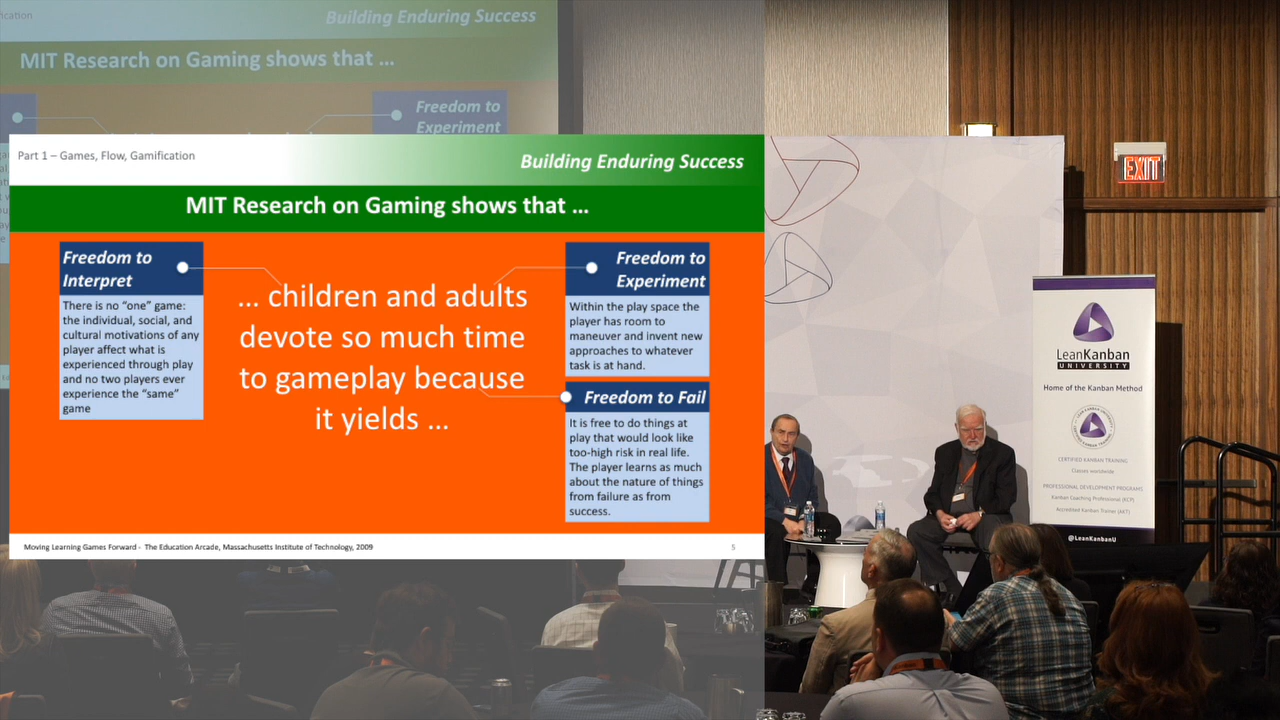 fication
Building Enduring Success
MIT Research on Gaming shows that ...
Freedom to
Experiment
Part 1 – Games, Flow, Gamification
Building Enduring Success
MIT Research on Gaming shows that ...
Freedom to
Interpret
There is no “one” game:
the individual, social, and
cultural motivations of any
player affect what is
experienced through play
and no two players ever
experience the “same”
game
... children and adults
devote so much time
to gameplay because
it yields ...
Freedom to
Experiment
Within the play space the
player has room to
maneuver and invent new
approaches to whatever
task is at hand.
Freedom to Fail
It is free to do things at
play that would look like
too-high risk in real life.
The player learns as much
about the nature of things
from failure as from
success.
Moving Learning Games Forward - The Education Arcade, Massachusetts Institute of Technology, 2009
5
EXIT
LeanKanban
UNIVERSITY
Home of the Kanban Method
CERTIFIED KANBAN TRAINING
Classes worldwide
PROFESSIONAL DEVELOPMENT PROGRAMS
Kanban Coaching Professional (KCP)
Accredited Kanban Trainer (AKT)
@LeanKanbanU